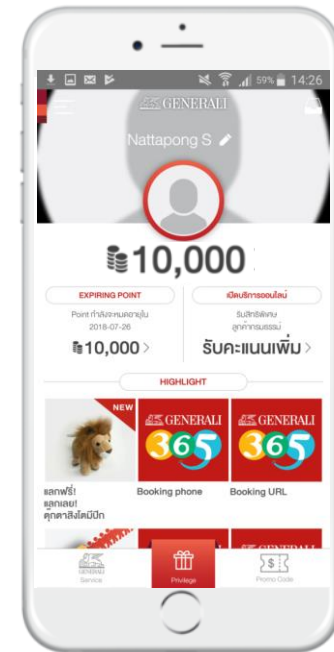 59% 14:26
GENERALI
Nattapong S
10,000
EXPIRING POINT
Point กำลังจะหมดอายุใน
2018-07-26
10,000 >
เปิดบริการออนไลน์
รับสิทธิพิเศษ
ลูกค้ากรมธรรม์
รับคะแนนเพิ่ม >
HIGHLIGHT
NEW
GENERALI
365
GENERALI
365
แลกฟรี!
แลกเลย!
ตุ๊กตาสิงโตมีปีก
Booking phone
Booking URL
GENERALI
GENERALI
GENERALI
Service
Privilege
$
Promo Code